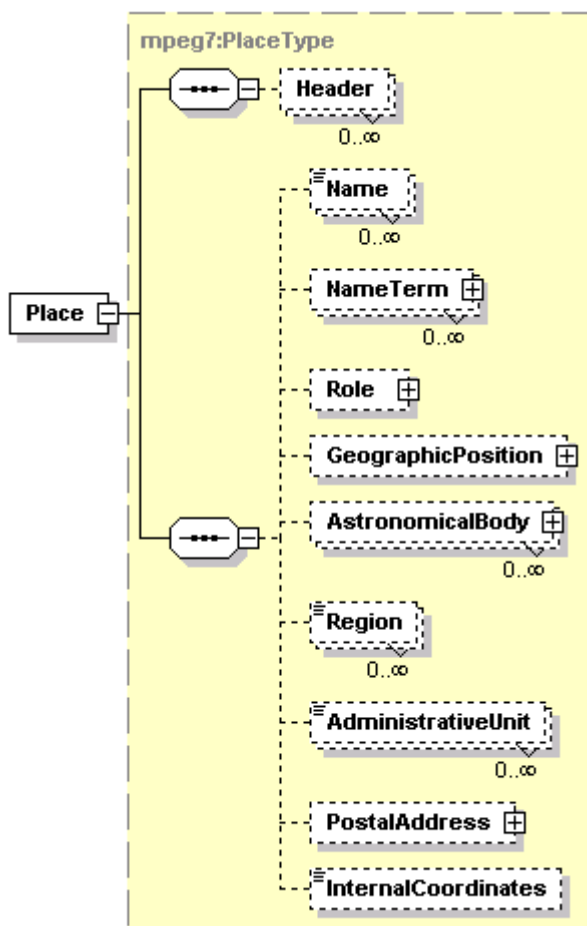 mpeg7:PlaceType
Header
0..∞
Name
0..∞
NameTerm
0..∞
Place
Role
GeographicPosition
AstronomicalBody
0..∞
Region
0..∞
AdministrativeUnit
0..∞
PostalAddress
InternalCoordinates